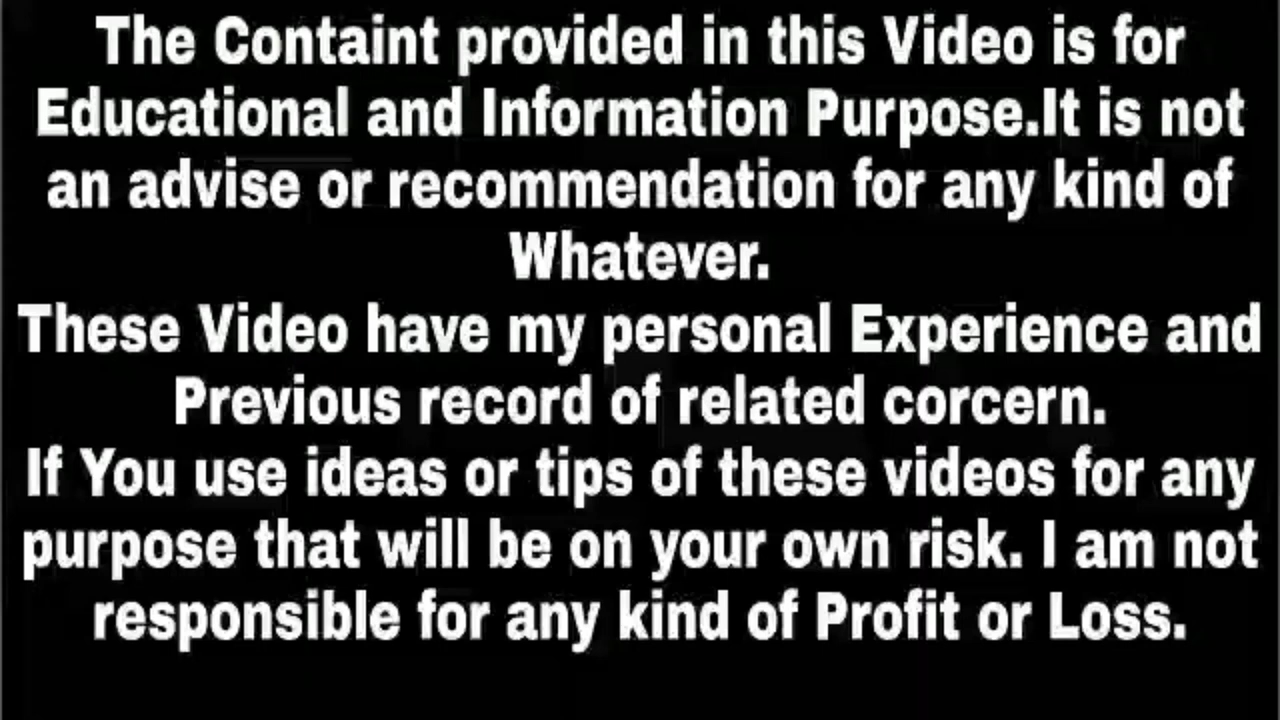 The Containt provided in this Video is for
Educational and Information Purpose.It is not
an advise or recommendation for any kind of
Whatever.
These Video have my personal Experience and
Previous record of related corcern.
If You use ideas or tips of these videos for any
purpose that will be on your own risk. I am not
responsible for any kind of Profit or Loss.